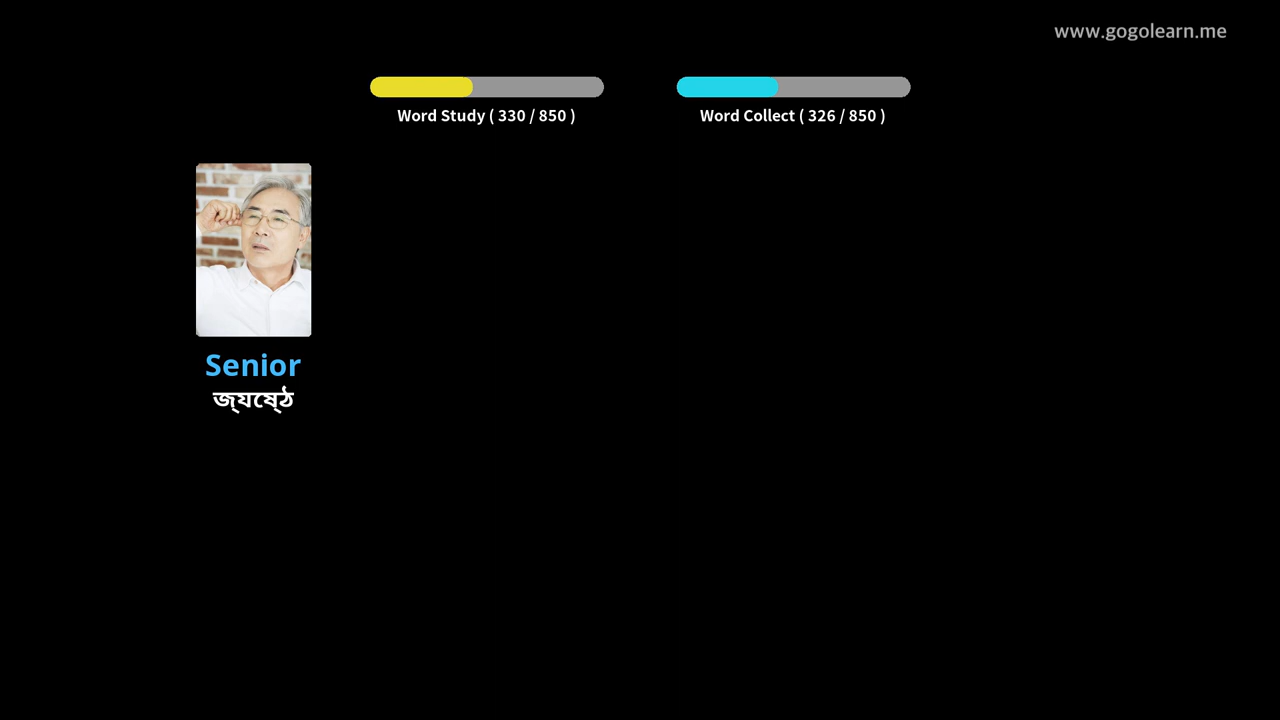 www.gogolearn.me
Word Study ( 330 / 850 )
Word Collect ( 326 / 850 )
Senior
জ্যেষ্ঠ